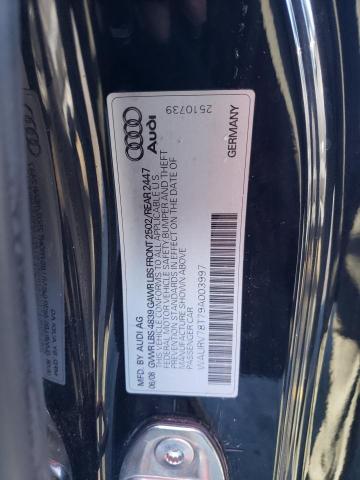 Audi
2510739
MFD. BY AUDI AG
GERMANY
06/08 GWVR LBS 4839 GAWR LBS FRONT 2502/REAR 2447
THIS VEHICLE CONFORMS TO ALL APPLICABLE U.S.
FEDERAL MOTOR VEHICLE SAFETY BUMPER AND THEFT
PREVENTION STANDARDS IN EFFECT ON THE DATE OF
MANUFACTURE SHOWN ABOVE
PASSENGER CAR
WAURV78T79A003997